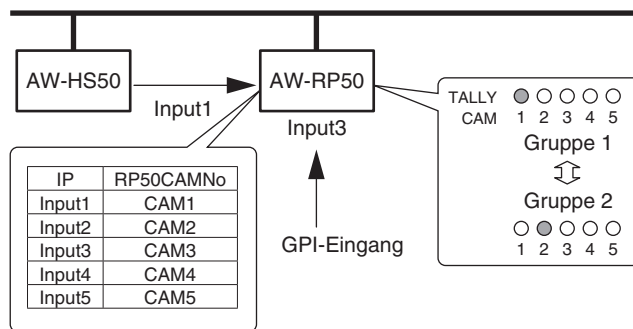 AW-HS50
AW-RP50
Input1
Input3
GPI-Eingang
IP RP50CAMNo
Input1 CAM1
Input2 CAM2
Input3 CAM3
Input4 CAM4
Input5 CAM5
TALLY
CAM 1 2 3 4 5
Gruppe 1
Gruppe 2
1 2 3 4 5